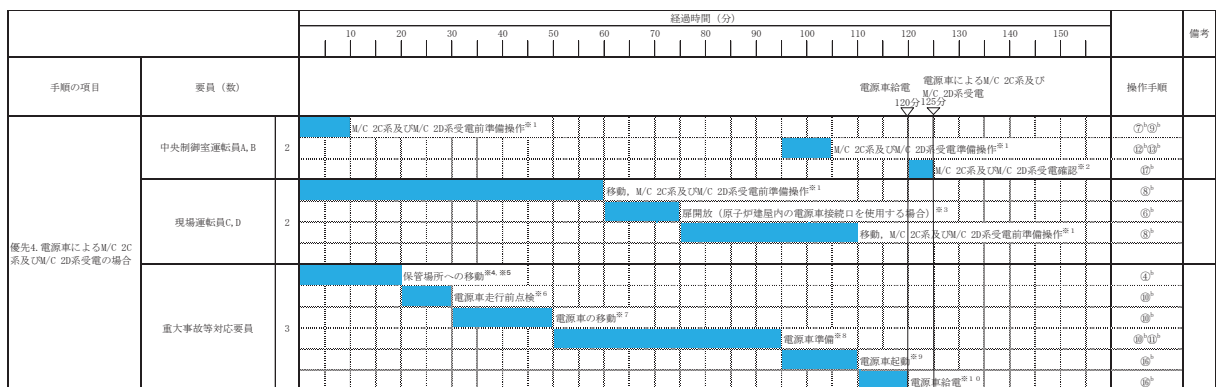 経過時間（分）
備考
10 20 30 40 50 60 70 80 90 100 110 120 130 140 150
手順の項目
要員（数）
電源車給電
120分
電源車によるM/C 2C系及び
M/C 2D系受電
125分
操作手順
優先4.電源車によるM/C 2C
系及びM/C 2D系受電の場合
中央制御室運転員A,B
2
M/C 2C系及びM/C 2D系受電前準備操作※1
⑦ᵇ⑨ᵇ
M/C 2C系及びM/C 2D系受電準備操作※1
⑫ᵇ⑬ᵇ
M/C 2C系及びM/C 2D系受電確認※2
⑰ᵇ
現場運転員C,D
2
移動，M/C 2C系及びM/C 2D系受電前準備操作※1
⑧ᵇ
扉開放（原子炉建屋内の電源車接続口を使用する場合）※3
⑥ᵇ
移動，M/C 2C系及びM/C 2D系受電前準備操作※1
⑧ᵇ
重大事故等対応要員
3
保管場所への移動※4，※5
④ᵇ
電源車走行前点検※6
⑩ᵇ
電源車の移動※7
⑩ᵇ
電源車準備※8
⑩ᵇ⑪ᵇ
電源車起動※9
⑯ᵇ
電源車給電※10
⑯ᵇ